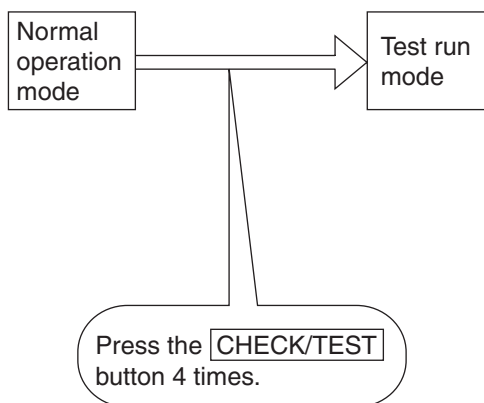 Normal
operation
mode
Test run
mode
Press the CHECK/TEST
button 4 times.